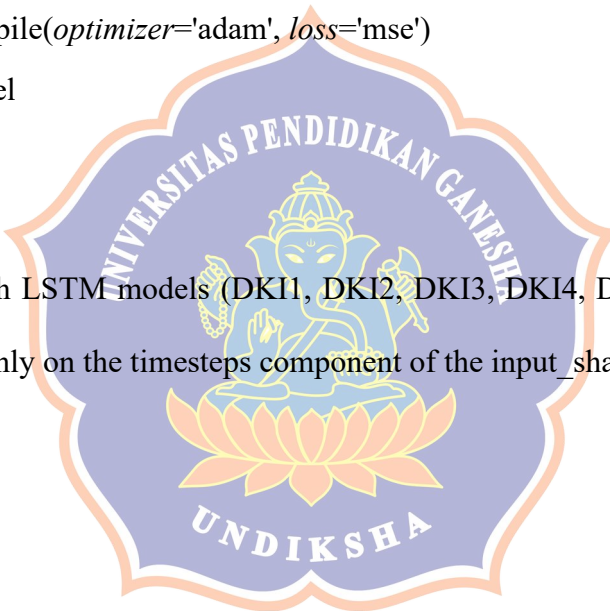 pile(optimizer='adam', loss='mse')
el
UNIVERSITAS PENDIDIKAN GANESHA
h LSTM models (DKI1, DKI2, DKI3, DKI4, D
nly on the timesteps component of the input_sha
UNDIKSHA